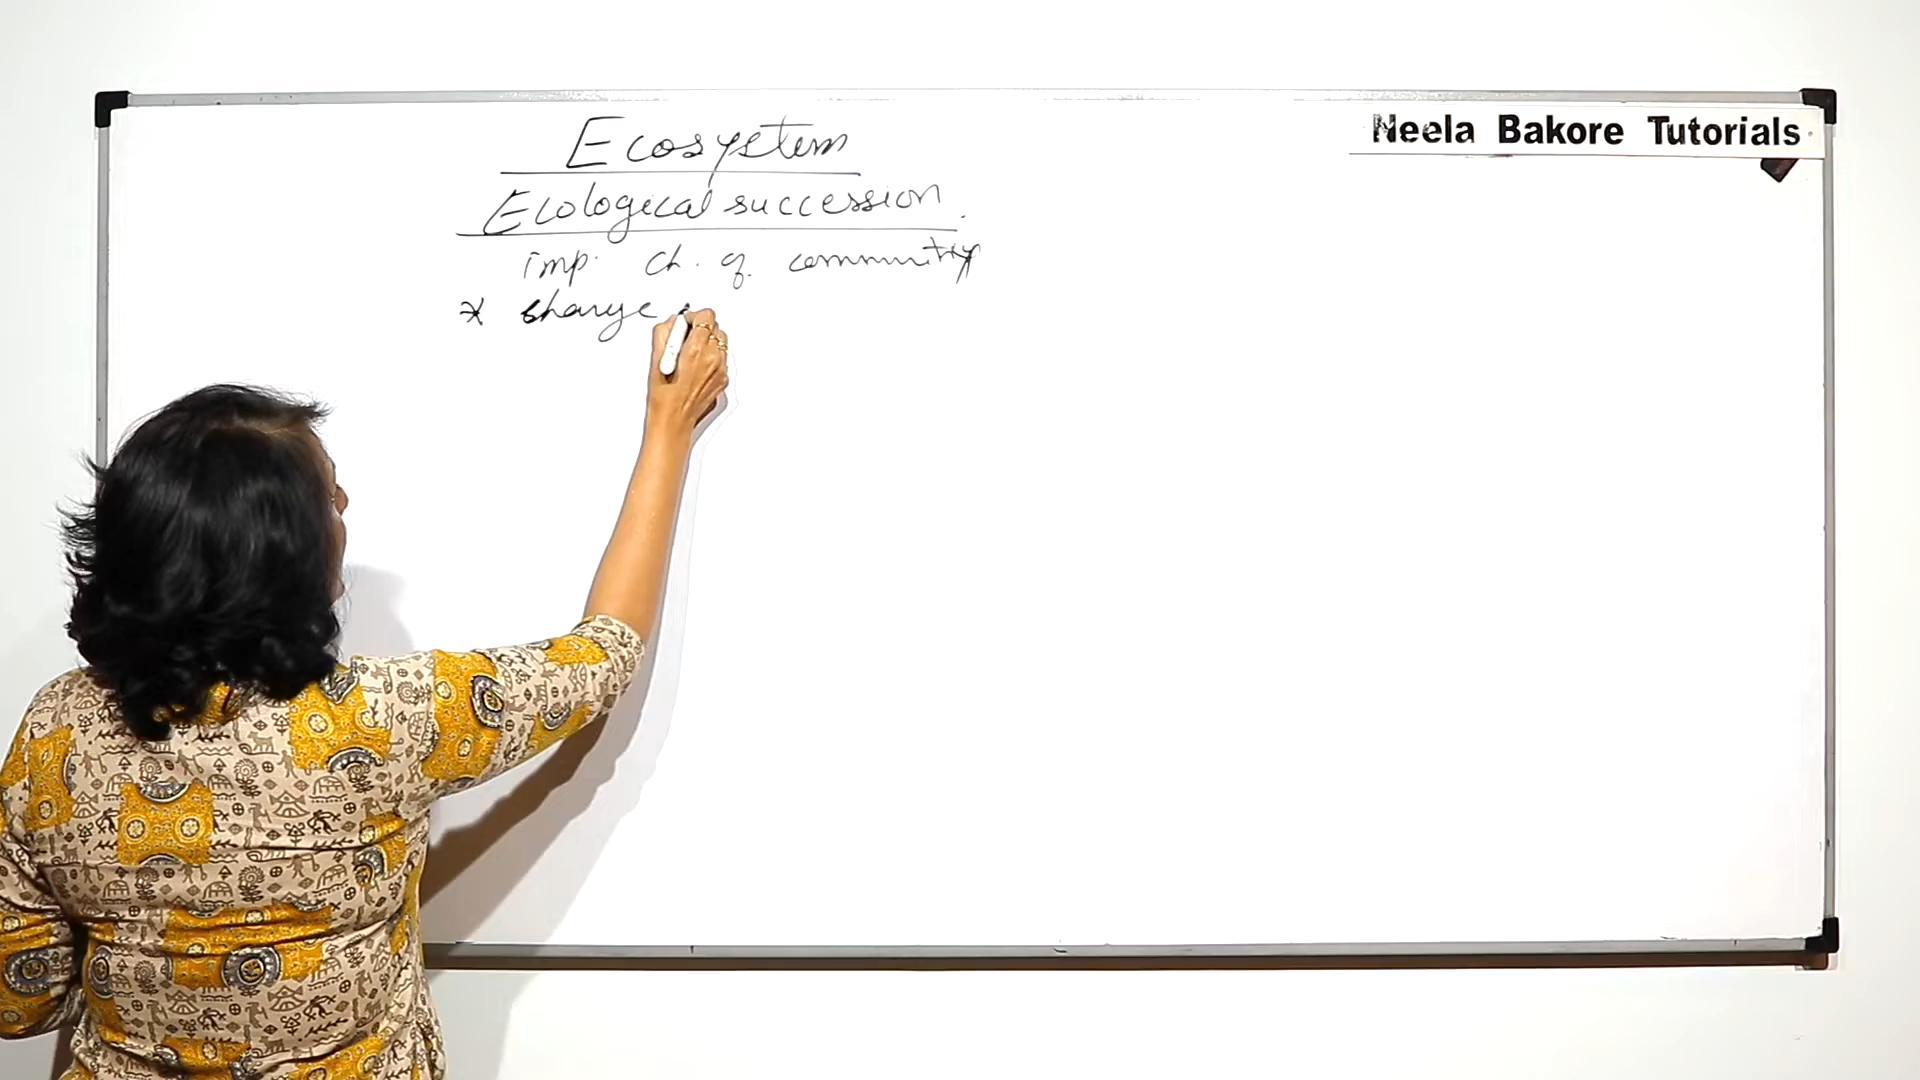 Ecosystem
Neela Bakore Tutorials
Ecological succession.
imp. ch. of. community
* change